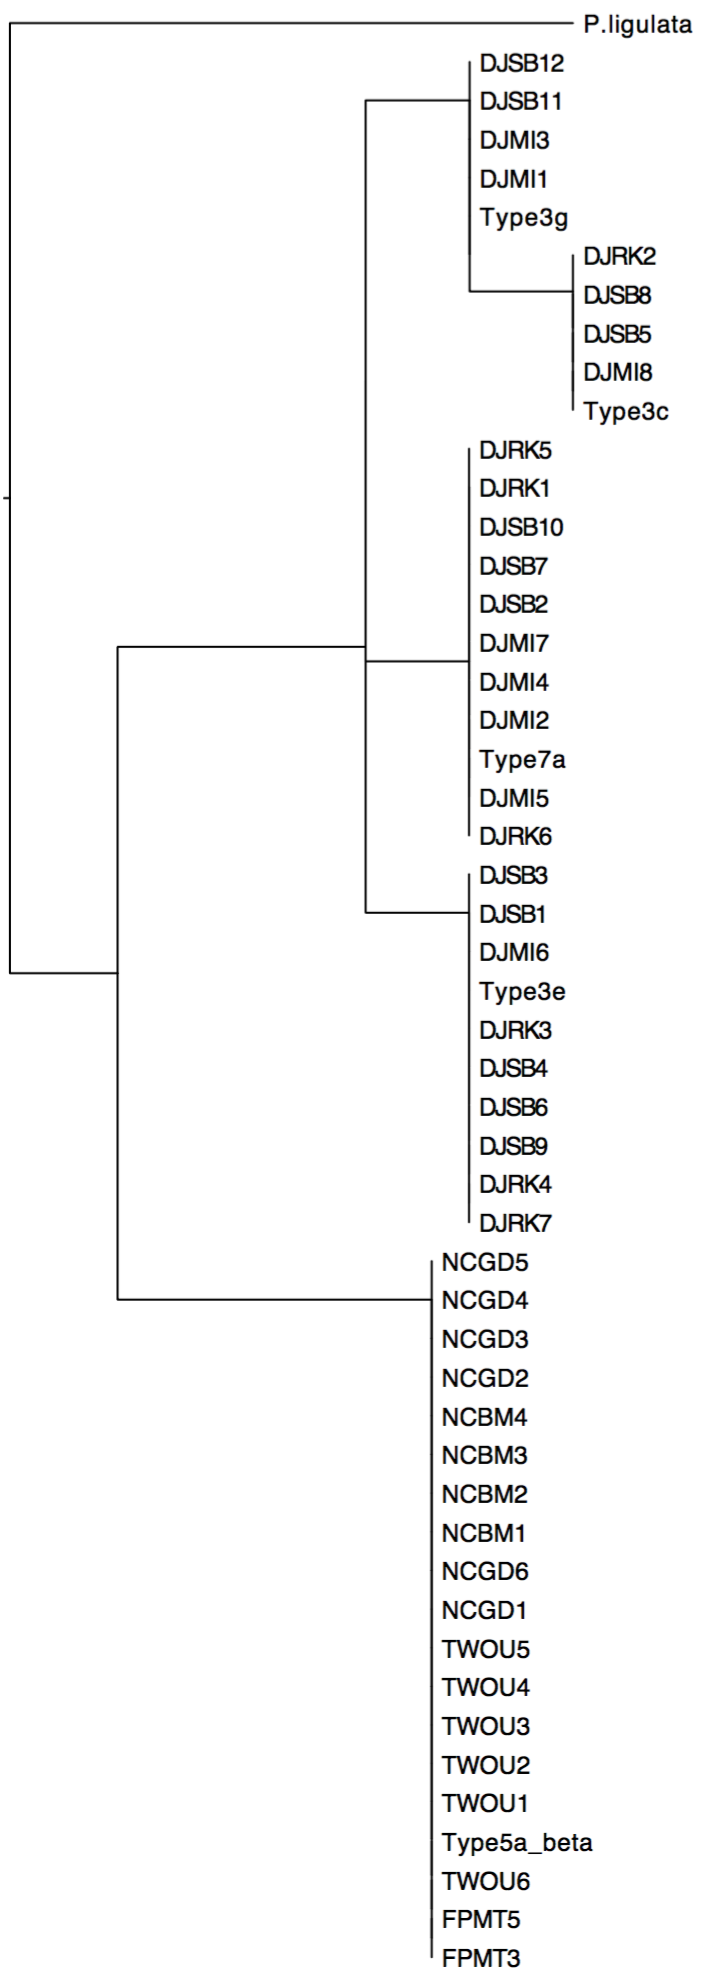 P.ligulata
DJSB12
DJSB11
DJMI3
DJMI1
Type3g
DJRK2
DJSB8
DJSB5
DJMI8
Type3c
DJRK5
DJRK1
DJSB10
DJSB7
DJSB2
DJMI7
DJMI4
DJMI2
Type7a
DJMI5
DJRK6
DJSB3
DJSB1
DJMI6
Type3e
DJRK3
DJSB4
DJSB6
DJSB9
DJRK4
DJRK7
NCGD5
NCGD4
NCGD3
NCGD2
NCBM4
NCBM3
NCBM2
NCBM1
NCGD6
NCGD1
TWOU5
TWOU4
TWOU3
TWOU2
TWOU1
Type5a_beta
TWOU6
FPMT5
FPMT3